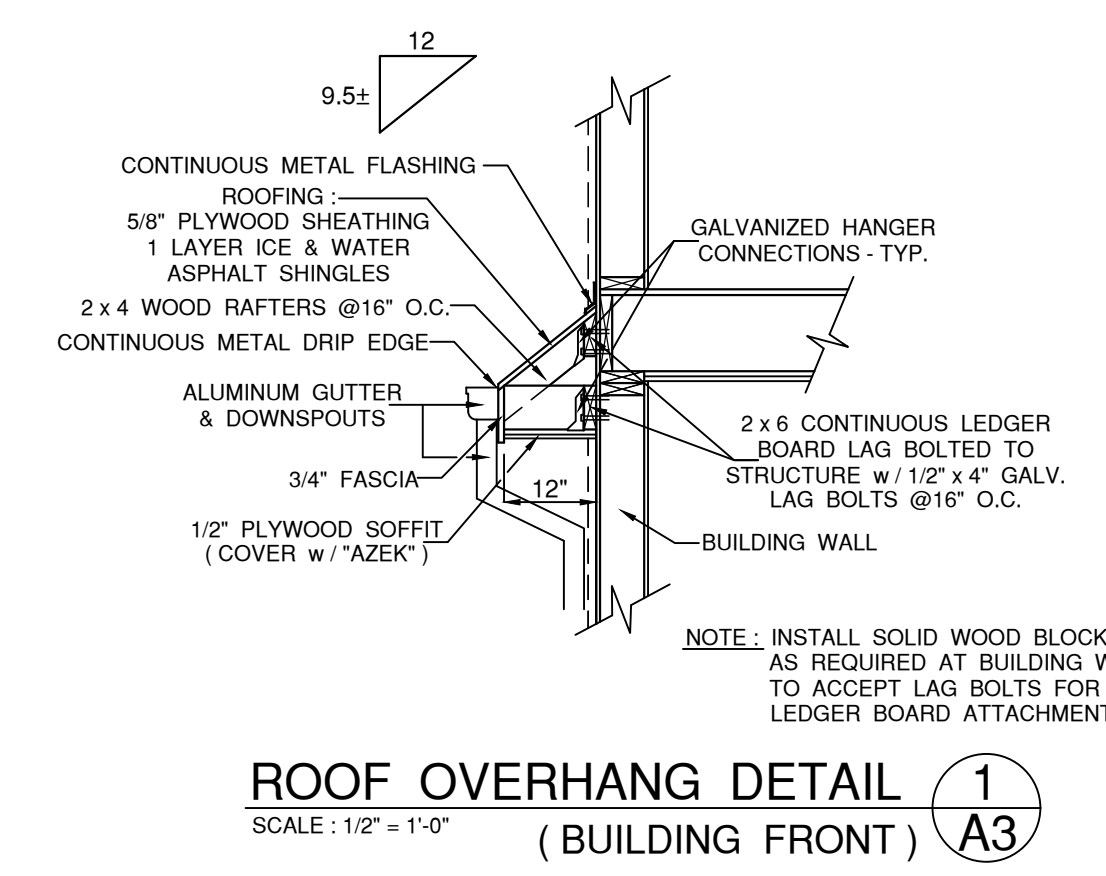 12
9.5±
CONTINUOUS METAL FLASHING
ROOFING :
5/8" PLYWOOD SHEATHING
1 LAYER ICE & WATER
ASPHALT SHINGLES
2 x 4 WOOD RAFTERS @16" O.C.
CONTINUOUS METAL DRIP EDGE
ALUMINUM GUTTER
& DOWNSPOUTS
3/4" FASCIA
12"
1/2" PLYWOOD SOFFIT
( COVER w / "AZEK" )
GALVANIZED HANGER
CONNECTIONS - TYP.
2 x 6 CONTINUOUS LEDGER
BOARD LAG BOLTED TO
STRUCTURE w / 1/2" x 4" GALV.
LAG BOLTS @16" O.C.
BUILDING WALL
NOTE : INSTALL SOLID WOOD BLOCK
AS REQUIRED AT BUILDING
TO ACCEPT LAG BOLTS FOR
LEDGER BOARD ATTACHMENT
ROOF OVERHANG DETAIL
SCALE : 1/2" = 1'-0"
( BUILDING FRONT )
1
A3